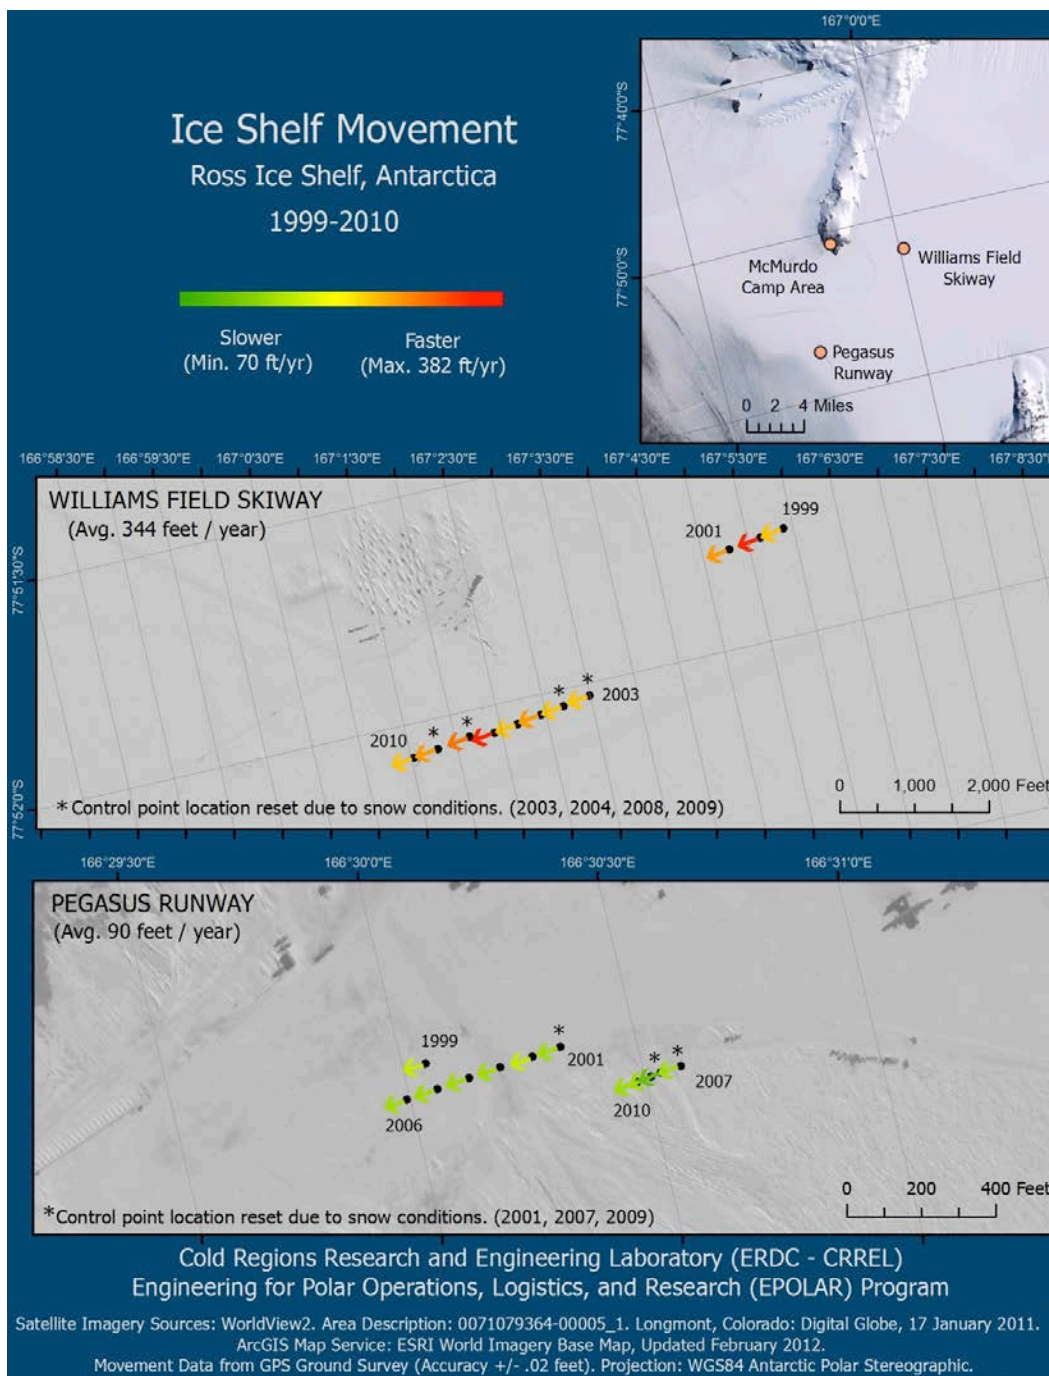 Ice Shelf Movement
Ross Ice Shelf, Antarctica
1999-2010
Slower
(Min. 70 ft/yr)
Faster
(Max. 382 ft/yr)
167°0'0"E
77°40'0"S
77°50'0"S
McMurdo
Camp Area
Williams Field
Skiway
Pegasus
Runway
0 2 4 Miles
166°58'30"E 166°59'30"E 167°0'30"E 167°1'30"E 167°2'30"E 167°3'30"E 167°4'30"E 167°5'30"E 167°6'30"E 167°7'30"E 167°8'30"E
WILLIAMS FIELD SKIWAY
(Avg. 344 feet / year)
77°51'30"S
77°52'0"S
1999
2001
* *
2003
* *
2010
0 1,000 2,000 Feet
* Control point location reset due to snow conditions. (2003, 2004, 2008, 2009)
166°29'30"E 166°30'0"E 166°30'30"E 166°31'0"E
PEGASUS RUNWAY
(Avg. 90 feet / year)
1999
*
2001
2006
* *
2007
2010
0 200 400 Feet
*Control point location reset due to snow conditions. (2001, 2007, 2009)
Cold Regions Research and Engineering Laboratory (ERDC - CRREL)
Engineering for Polar Operations, Logistics, and Research (EPOLAR) Program
Satellite Imagery Sources: WorldView2. Area Description: 0071079364-00005_1. Longmont, Colorado: Digital Globe, 17 January 2011.
ArcGIS Map Service: ESRI World Imagery Base Map, Updated February 2012.
Movement Data from GPS Ground Survey (Accuracy +/- .02 feet). Projection: WGS84 Antarctic Polar Stereographic.